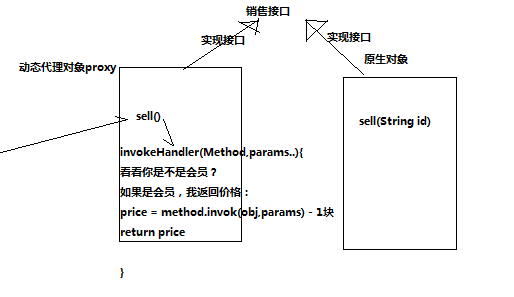 销售接口
实现接口
实现接口
原生对象
动态代理对象proxy
sell()
sell(String id)
invokeHandler(Method,params..){
看看你是不是会员？
如果是会员，我返回价格：
price = method.invok(obj,params) - 1块
return price
}